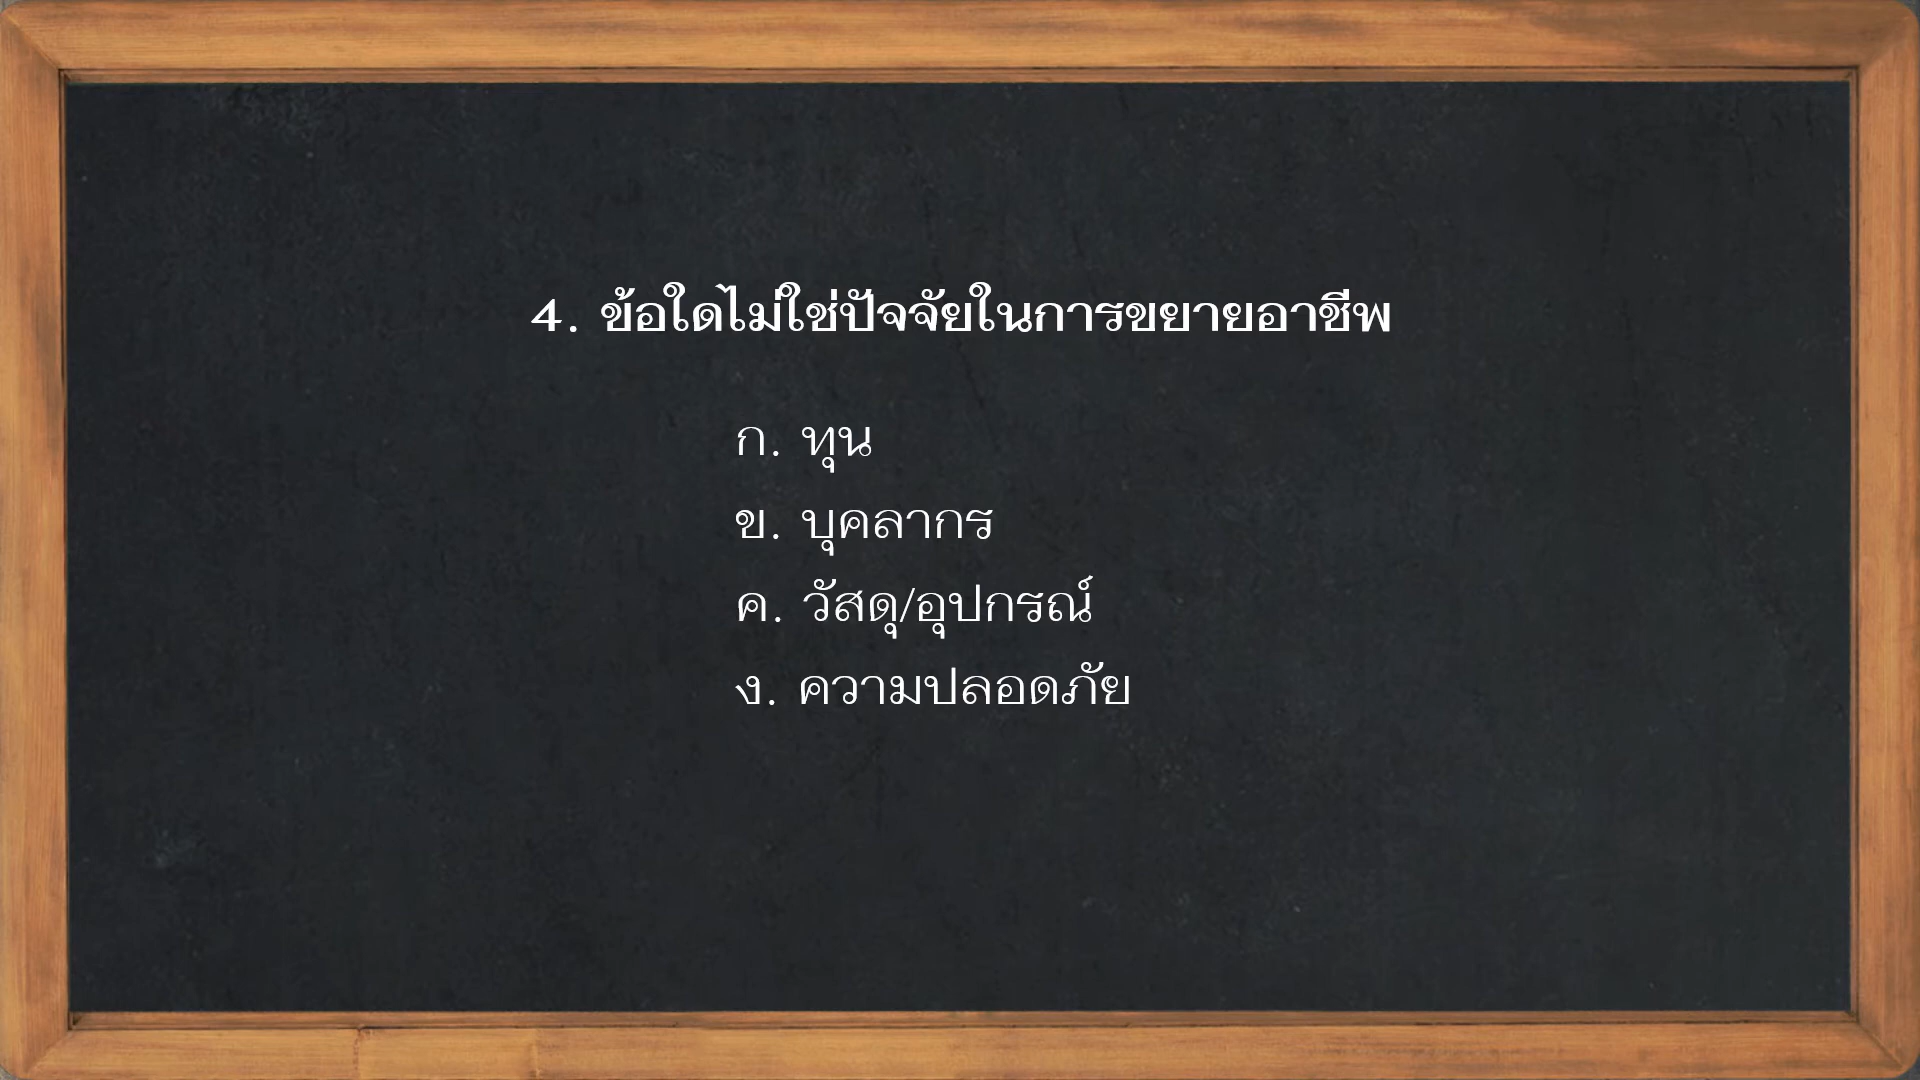 4. ข้อใดไม่ใช่ปัจจัยในการขยายอาชีพ
ก. ทุน
ข. บุคลากร
ค. วัสดุ/อุปกรณ์
ง. ความปลอดภัย